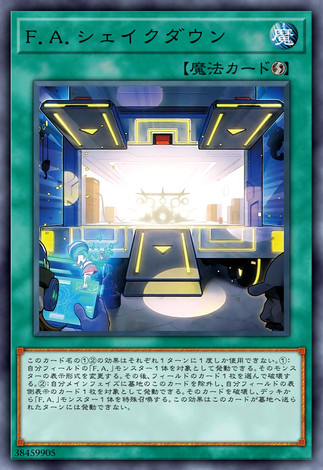 F.A.シェイクダウン
魔
【魔法カード】
このカード名の①②の効果はそれぞれ1ターンに1度しか使用できない。①:
自分フィールドの「F.A.」モンスター1体を対象として発動できる。そのモンス
ターの表示形式を変更する。その後、フィールドのカード1枚を選んで破壊す
る。②:自分メインフェイズに墓地のこのカードを除外し、自分フィールドの表
側表示のカード1枚を対象として発動できる。そのカードを破壊し、デッキか
ら「F.A.」モンスター1体を特殊召喚する。この効果はこのカードが墓地へ送ら
れたターンには発動できない。
38459905